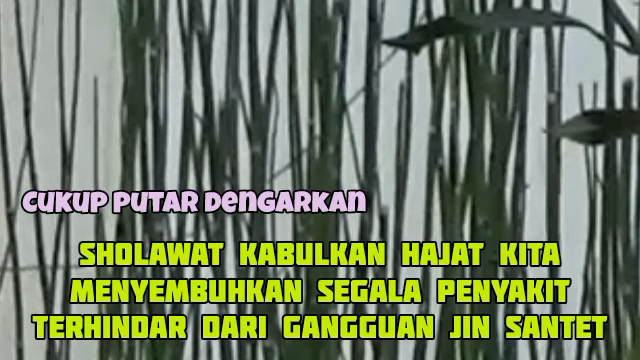 CUKUP PUTAR DENGARKAN
SHOLAWAT KABULKAN HAJAT KITA
MENYEMBUHKAN SEGALA PENYAKIT
TERHINDAR DARI GANGGUAN JIN SANTET